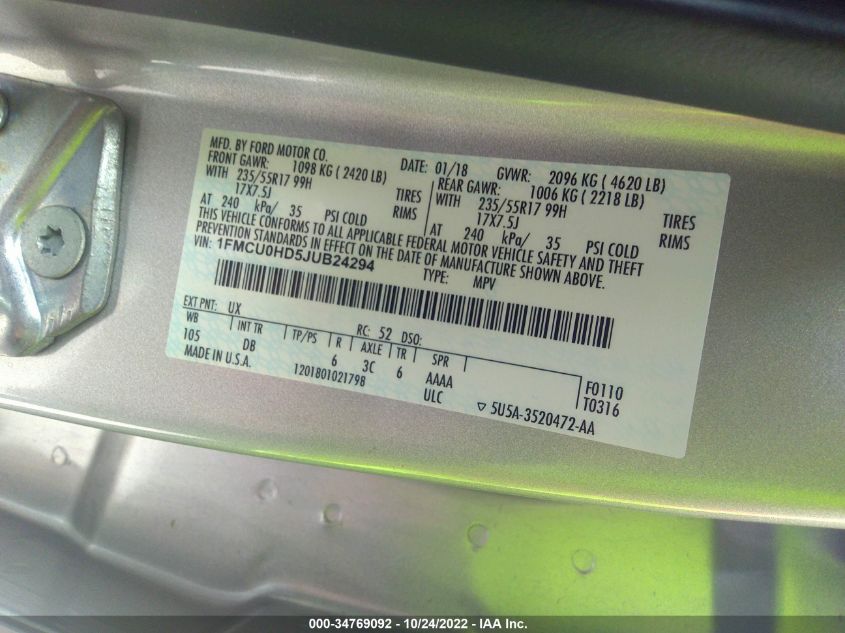 MFD. BY FORD MOTOR CO. DATE: 01/18 GVWR: 2096 KG ( 4620 LB)
FRONT GAWR: 1098 KG ( 2420 LB) REAR GAWR: 1006 KG ( 2218 LB)
WITH 235/55R17 99H TIRES WITH 235/55R17 99H TIRES
17X7.5J RIMS 17X7.5J RIMS
AT 240 kPa/ 35 PSI COLD AT 240 kPa/ 35 PSI COLD
THIS VEHICLE CONFORMS TO ALL APPLICABLE FEDERAL MOTOR VEHICLE SAFETY AND THEFT
PREVENTION STANDARDS IN EFFECT ON THE DATE OF MANUFACTURE SHOWN ABOVE.
VIN: 1FMCU0HD5JUB24294 TYPE: MPV
EXT PNT: UX RC: 52 DSO:
WB INT TR TP/PS R AXLE TR SPR
105 DB 6 3C 6 AAAA F0110
MADE IN U.S.A. 1201801021798 ULC T0316
5U5A-3520472-AA
000-34769092 - 10/24/2022 - IAA Inc.